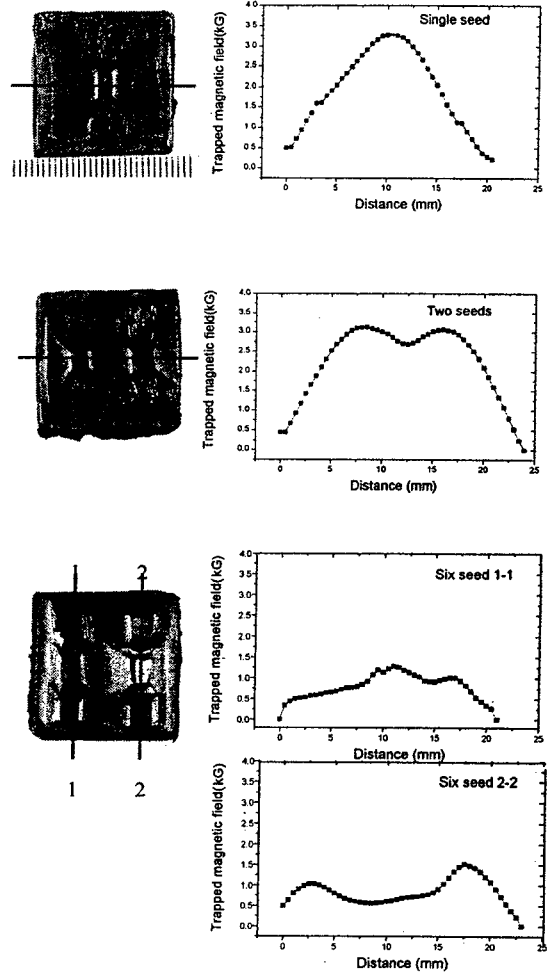 Single seed
Trapped magnetic field(kG)
4.0
3.5
3.0
2.5
2.0
1.5
1.0
0.5
0.0
0 5 10 15 20 25
Distance (mm)
Two seeds
Trapped magnetic field(kG)
4.0
3.5
3.0
2.5
2.0
1.5
1.0
0.5
0.0
0 5 10 15 20 25
Distance (mm)
1 2
1 2
Six seed 1-1
Trapped magnetic field(kG)
4.0
3.5
3.0
2.5
2.0
1.5
1.0
0.5
0.0
0 5 10 15 20 25
Distance (mm)
Six seed 2-2
Trapped magnetic field(kG)
4.0
3.5
3.0
2.5
2.0
1.5
1.0
0.5
0.0
0 5 10 15 20 25
Distance (mm)